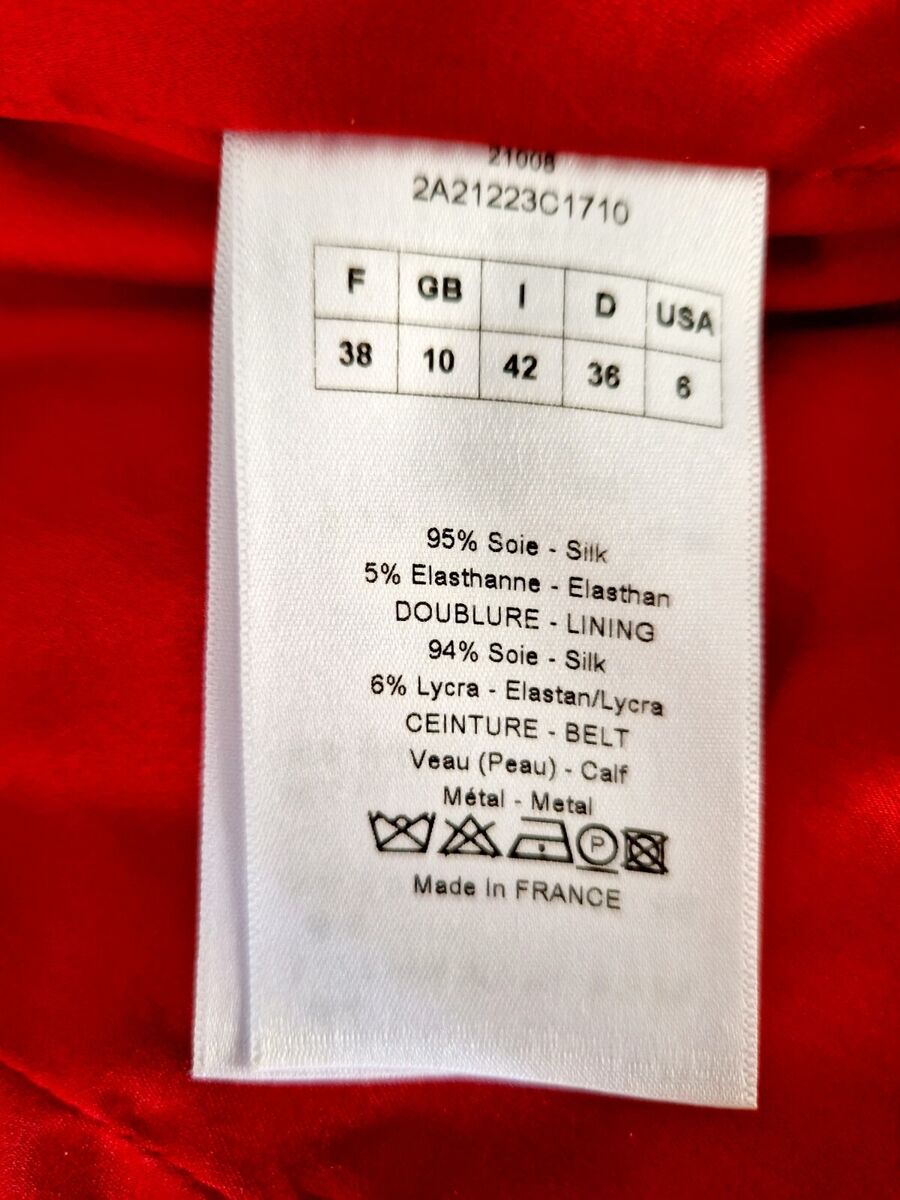 21008
2A21223C1710
F GB I D USA
38 10 42 36 6
95% Soie - Silk
5% Elasthanne - Elasthan
DOUBLURE - LINING
94% Soie - Silk
6% Lycra - Elastan/Lycra
CEINTURE - BELT
Veau (Peau) - Calf
Métal - Metal
P
Made In FRANCE